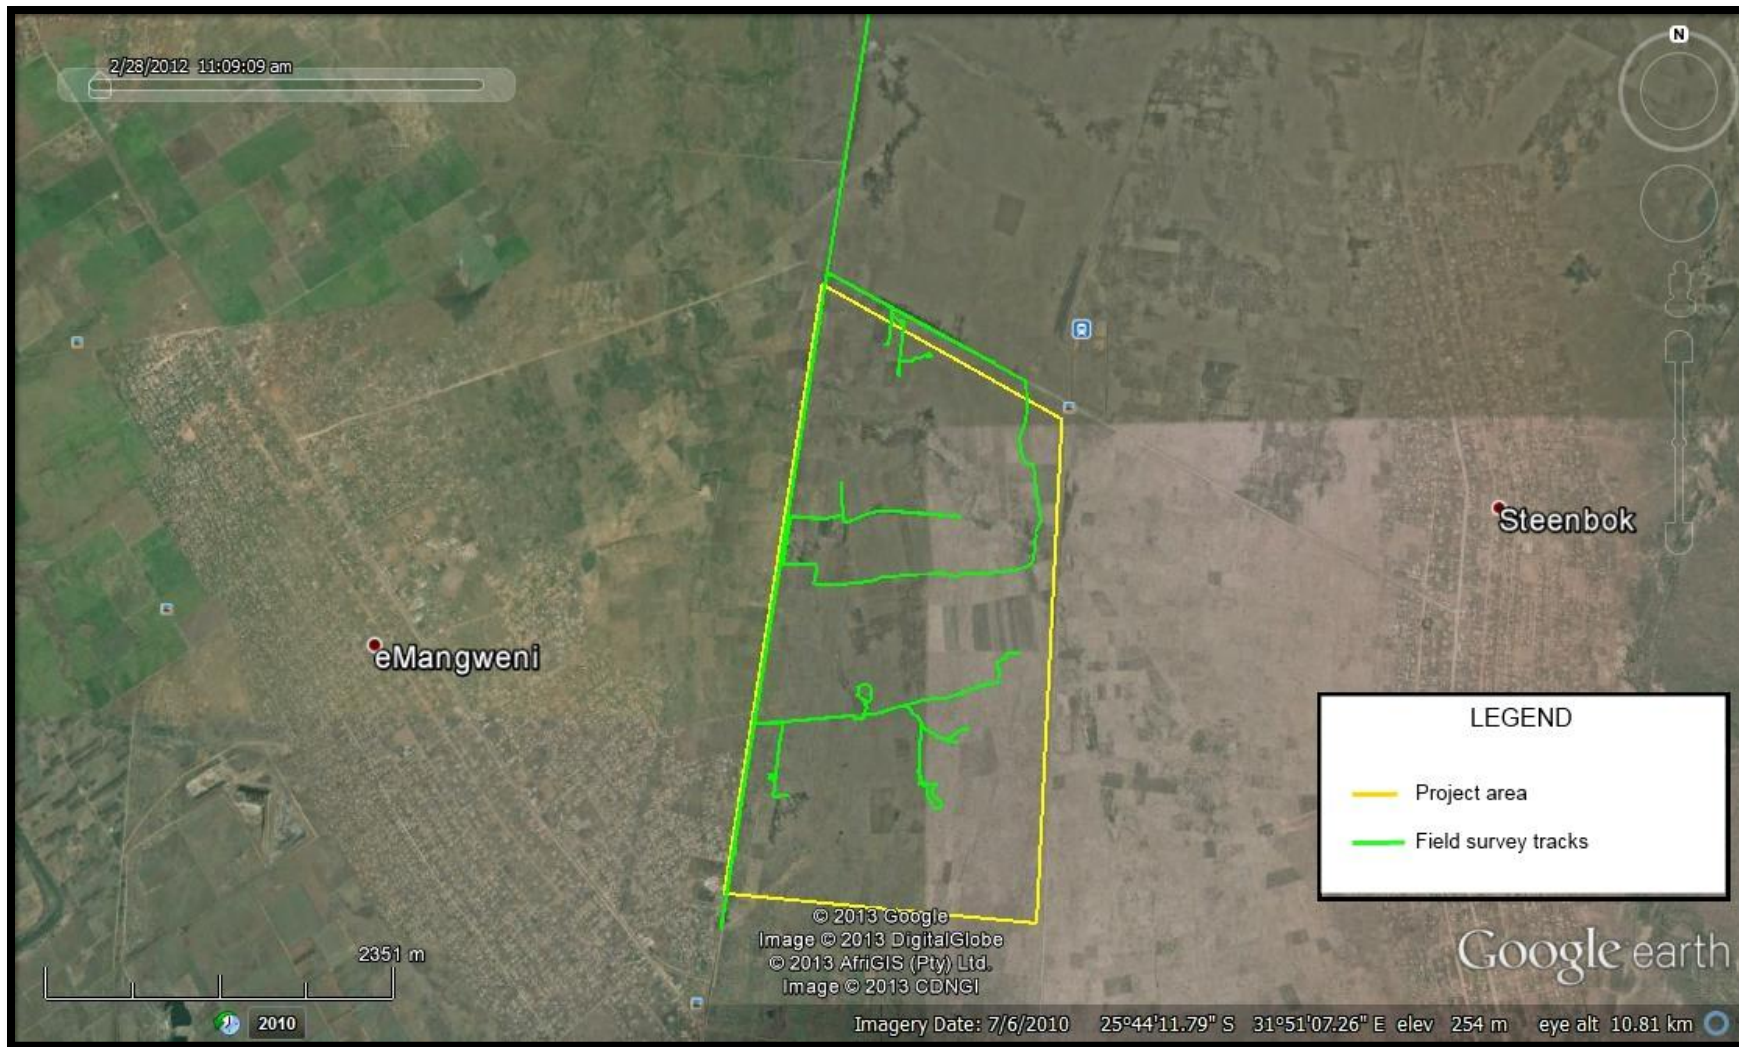 2/28/2012 11:09:09 am
N
Steenbok
eMangweni
LEGEND
Project area
Field survey tracks
© 2013 Google
Image © 2013 DigitalGlobe
© 2013 AfriGIS (Pty) Ltd.
Image © 2013 CDNGI
Google earth
2351 m
2010
Imagery Date: 7/6/2010 25°44'11.79" S 31°51'07.26" E elev 254 m eye alt 10.81 km